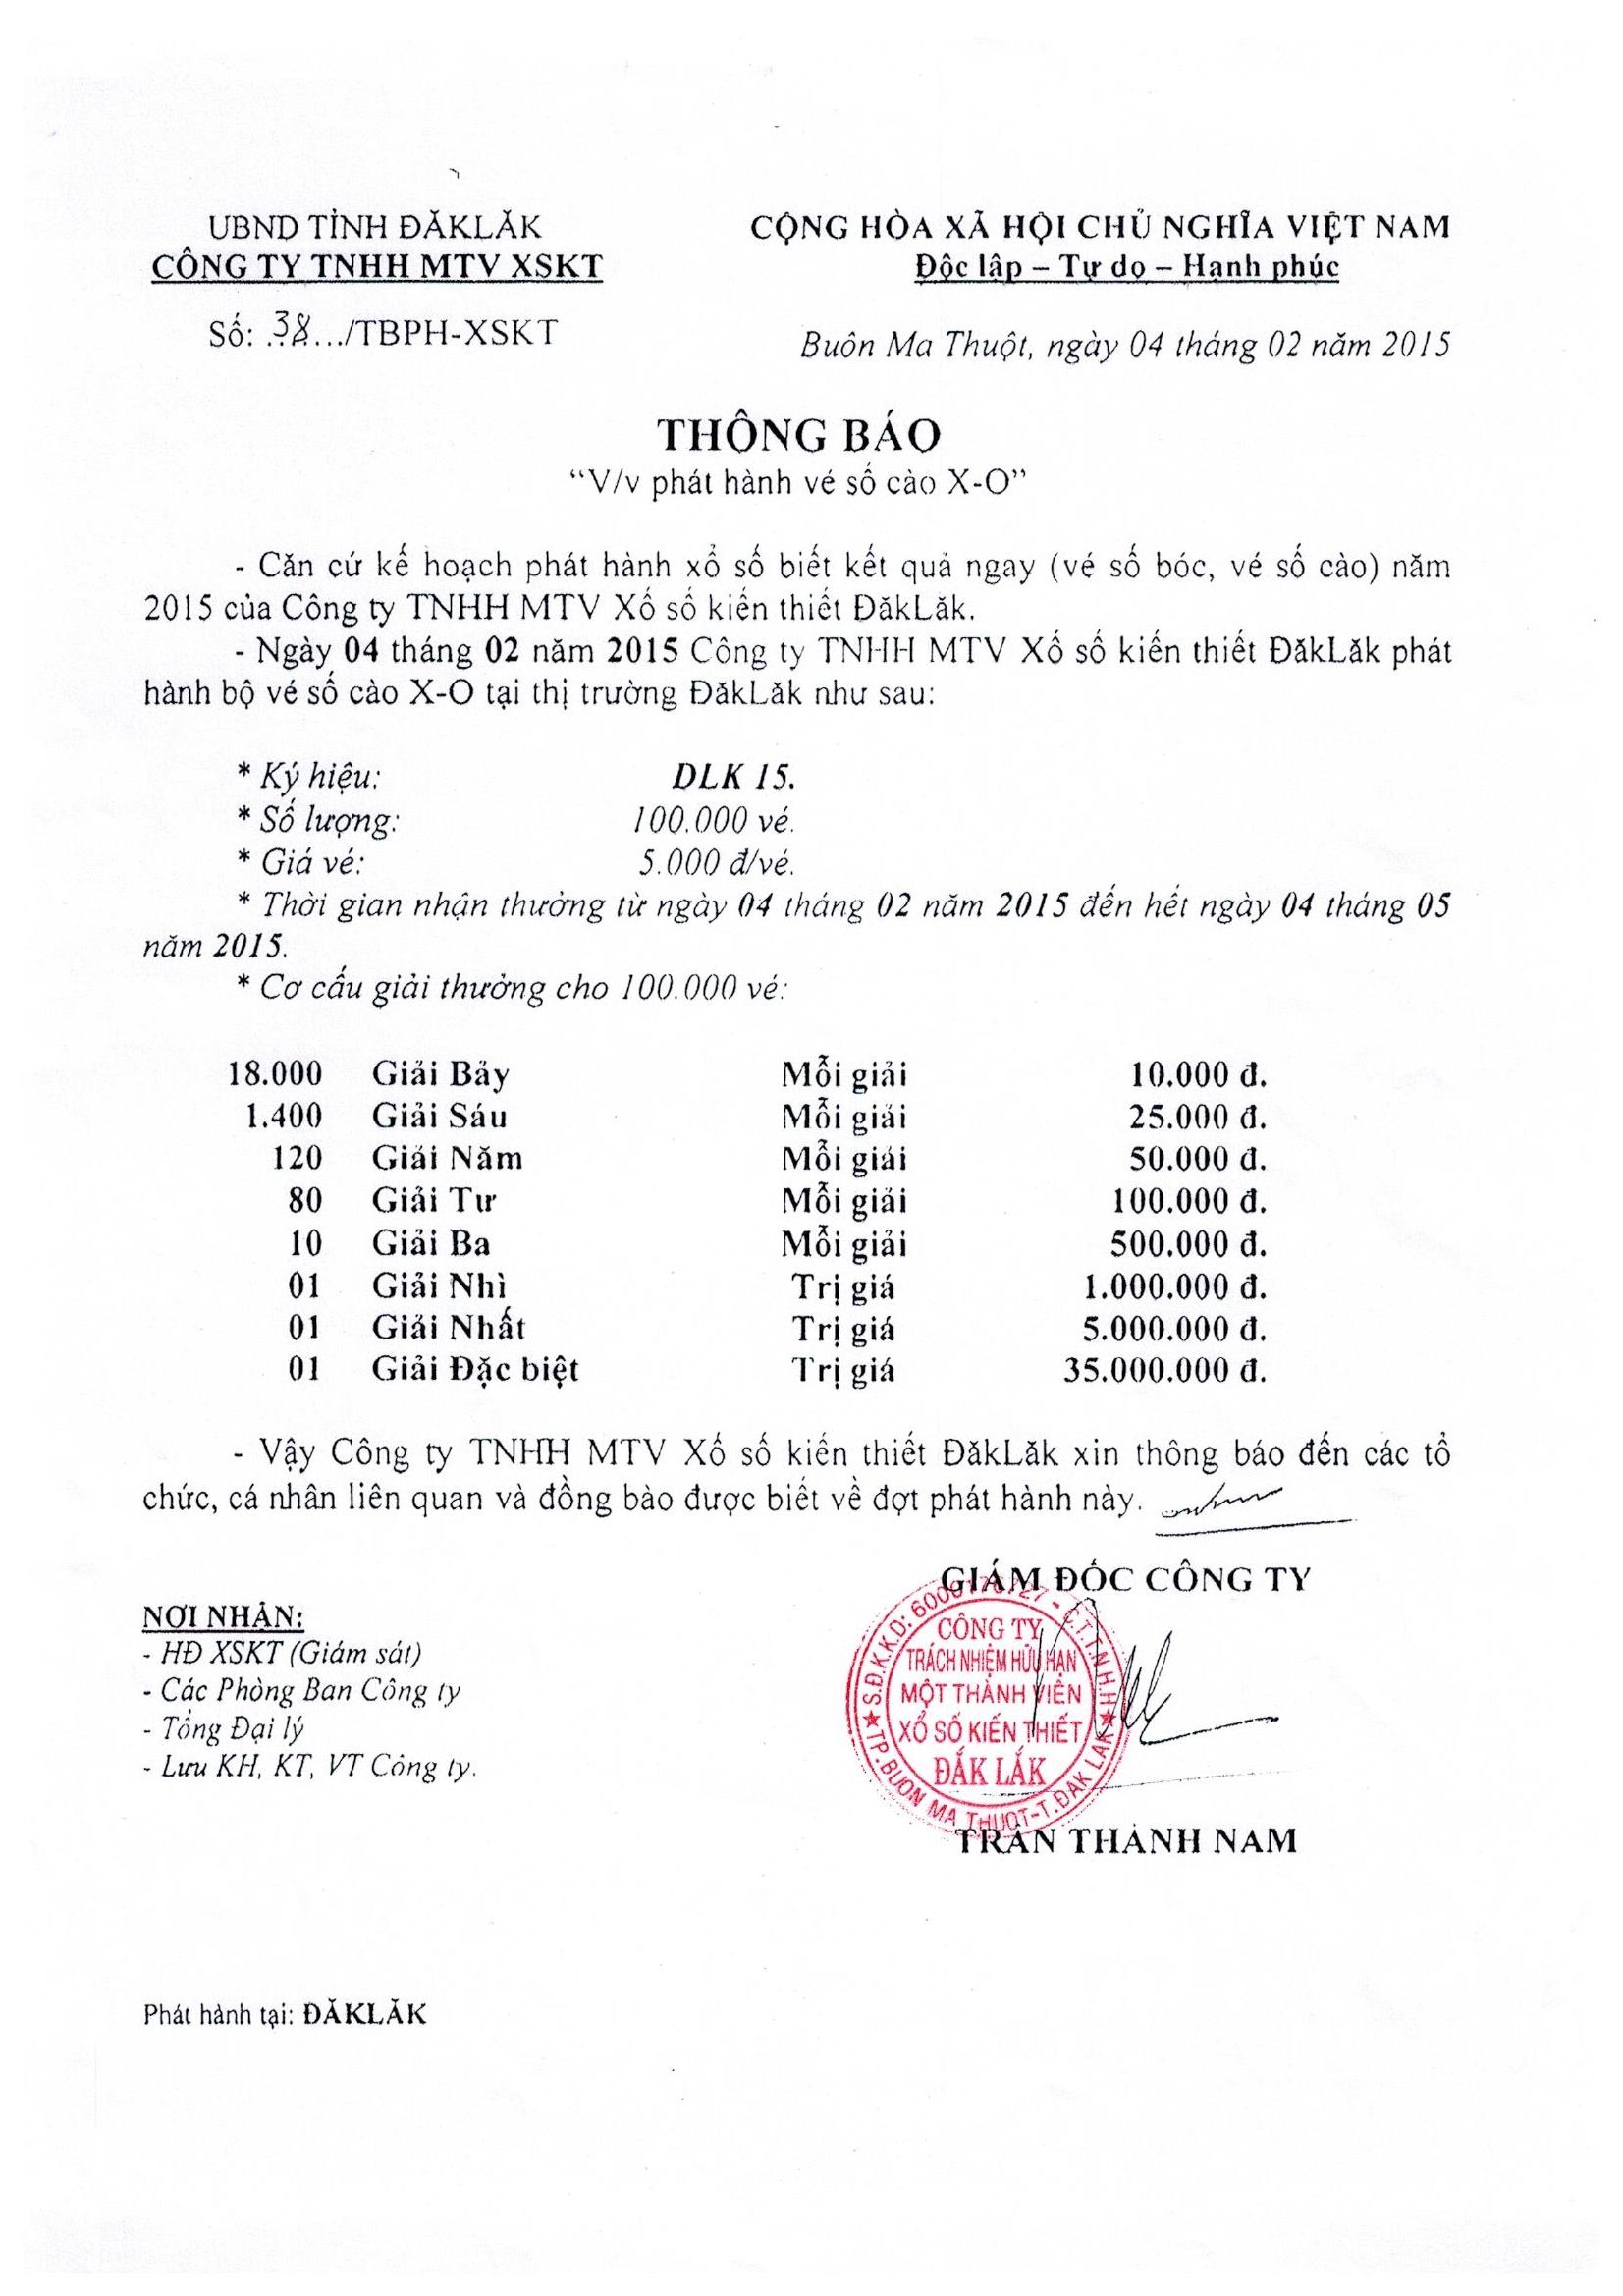 UBND TỈNH ĐĂKLĂK
CÔNG TY TNHH MTV XSKT
Số: 38.../TBPH-XSKT
CỘNG HÒA XÃ HỘI CHỦ NGHĨA VIỆT NAM
Độc lập – Tự do – Hạnh phúc
Buôn Ma Thuột, ngày 04 tháng 02 năm 2015
THÔNG BÁO
“V/v phát hành vé số cào X-O”
- Căn cứ kế hoạch phát hành xổ số biết kết quả ngay (vé số bóc, vé số cào) năm
2015 của Công ty TNHH MTV Xổ số kiến thiết ĐăkLăk.
- Ngày 04 tháng 02 năm 2015 Công ty TNHH MTV Xổ số kiến thiết ĐăkLăk phát
hành bộ vé số cào X-O tại thị trường ĐăkLăk như sau:
* Ký hiệu: DLK 15.
* Số lượng: 100.000 vé.
* Giá vé: 5.000 đ/vé.
* Thời gian nhận thưởng từ ngày 04 tháng 02 năm 2015 đến hết ngày 04 tháng 05
năm 2015.
* Cơ cấu giải thưởng cho 100.000 vé:
18.000 Giải Bảy Mỗi giải 10.000 đ.
1.400 Giải Sáu Mỗi giải 25.000 đ.
120 Giải Năm Mỗi giải 50.000 đ.
80 Giải Tư Mỗi giải 100.000 đ.
10 Giải Ba Mỗi giải 500.000 đ.
01 Giải Nhì Trị giá 1.000.000 đ.
01 Giải Nhất Trị giá 5.000.000 đ.
01 Giải Đặc biệt Trị giá 35.000.000 đ.
- Vậy Công ty TNHH MTV Xổ số kiến thiết ĐăkLăk xin thông báo đến các tổ
chức, cá nhân liên quan và đồng bào được biết về đợt phát hành này.
GIÁM ĐỐC CÔNG TY
NƠI NHẬN:
- HĐ XSKT (Giám sát)
- Các Phòng Ban Công ty
- Tổng Đại lý
- Lưu KH, KT, VT Công ty.
S.Đ.K.K.D: 6000176727 - C.T.T.N.H.H
CÔNG TY
TRÁCH NHIỆM HỮU HẠN
MỘT THÀNH VIÊN
XỔ SỐ KIẾN THIẾT
ĐẮK LẮK
TP.BUÔN MA THUỘT-T.ĐẮK LẮK
TRẦN THÀNH NAM
Phát hành tại: ĐĂKLĂK